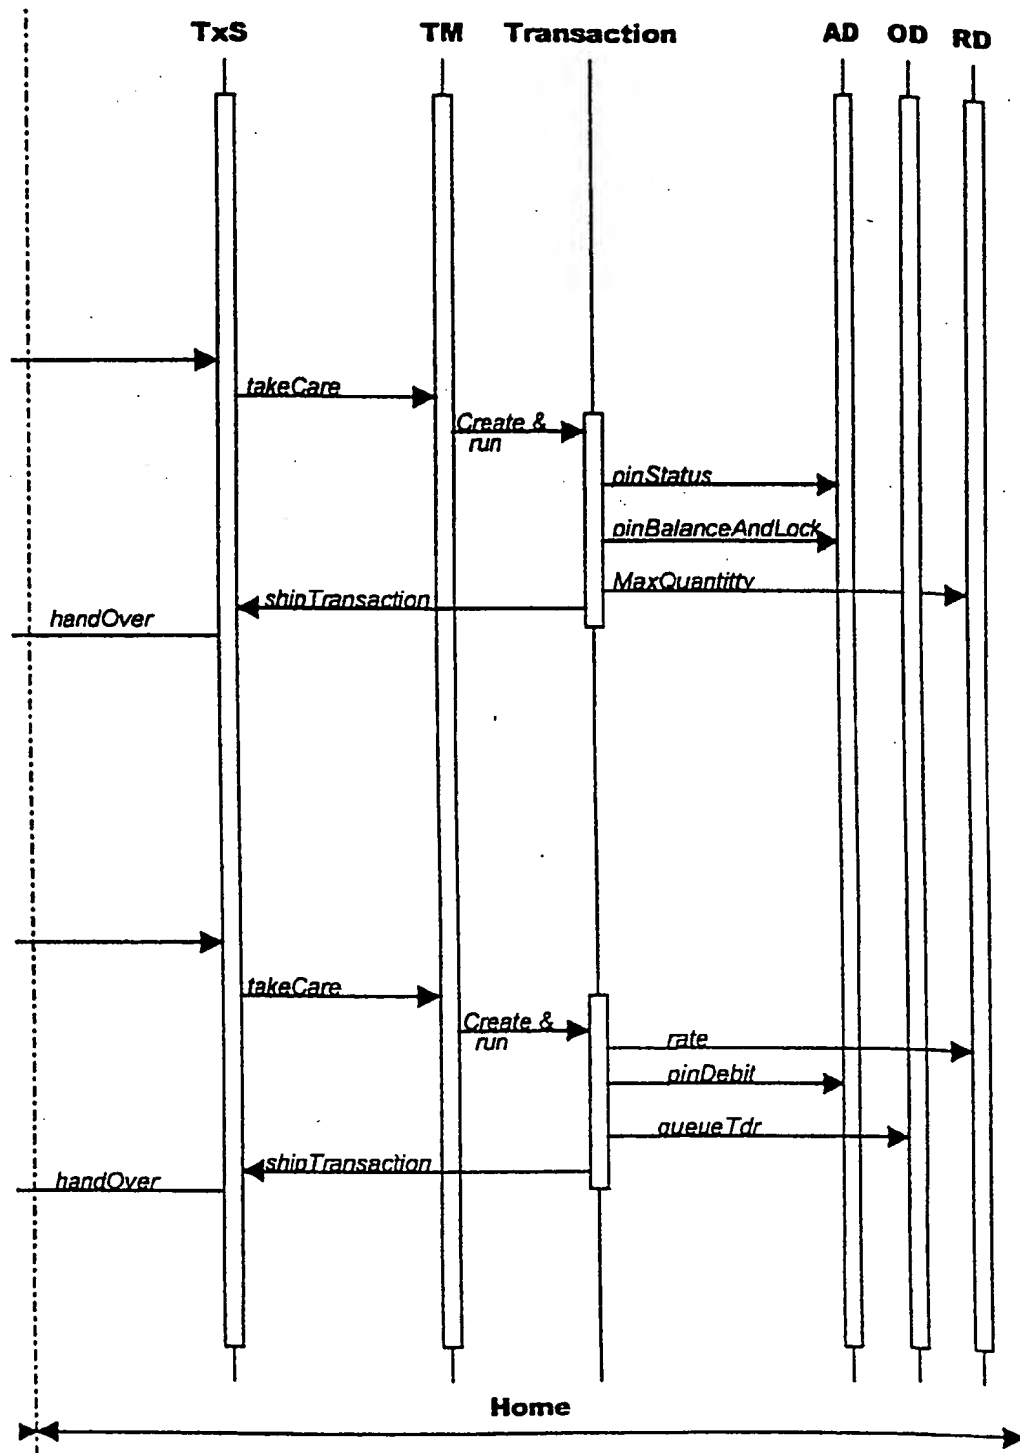 TxS TM Transaction AD OD RD
takeCare
Create &
run
pinStatus
pinBalanceAndLock
MaxQuantitty
shipTransaction
handOver
takeCare
Create &
run
rate
pinDebit
queueTdr
shipTransaction
handOver
Home